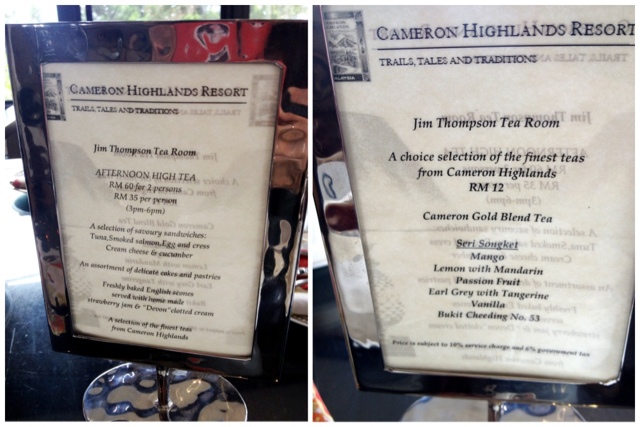 CAMERON HIGHLANDS RESORT
TRAILS, TALES AND TRADITIONS
Jim Thompson Tea Room
AFTERNOON HIGH TEA
RM 60 for 2 persons
RM 35 per person
(3pm-6pm)
A selection of savoury sandwiches:
Tuna,Smoked salmon,Egg and cress
Cream cheese & cucumber
An assortment of delicate cakes and pastries
Freshly baked English scones
served with home made
strawberry jam & "Devon"clotted cream
A selection of the finest teas
from Cameron Highlands
CAMERON HIGHLANDS RESORT
TRAILS, TALES AND TRADITIONS
MALAYSIA
Jim Thompson Tea Room
A choice selection of the finest teas
from Cameron Highlands
RM 12
Cameron Gold Blend Tea
Seri Songket
Mango
Lemon with Mandarin
Passion Fruit
Earl Grey with Tangerine
Vanilla
Bukit Cheeding No. 53
Price is subject to 10% service charge and 6% government tax